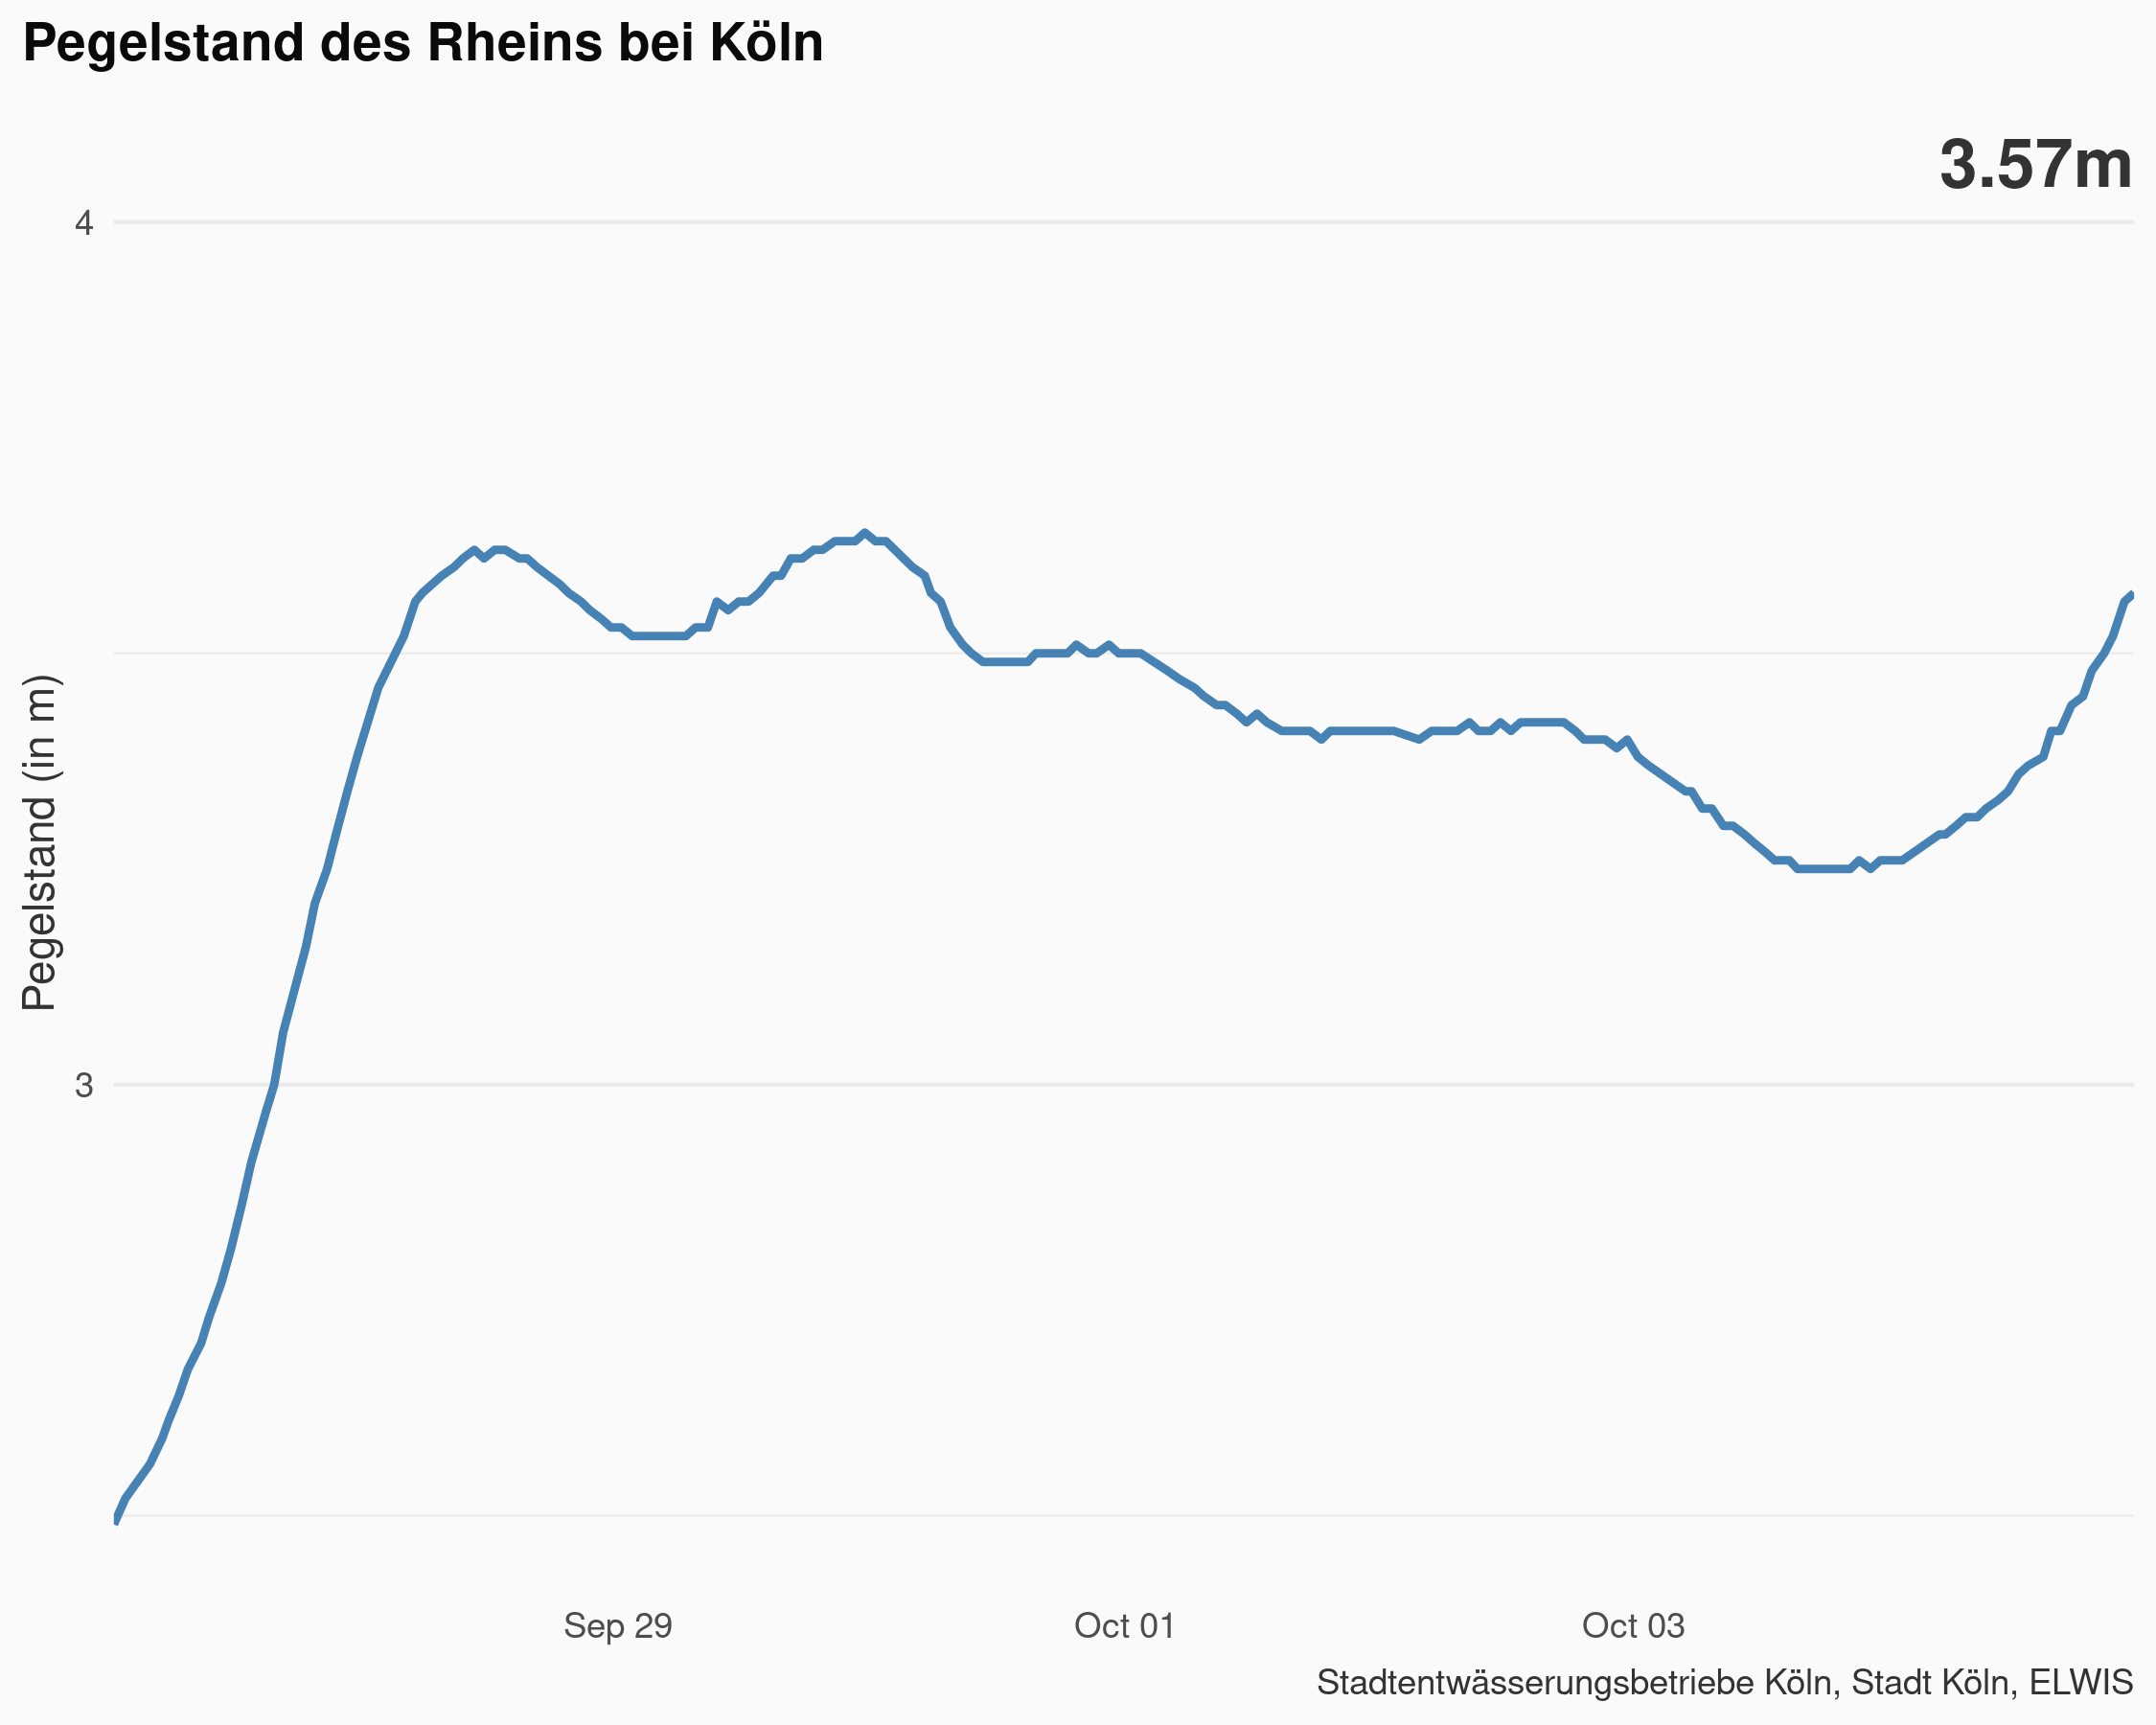 Pegelstand des Rheins bei Köln
3.57m
4
Pegelstand (in m)
3
Sep 29
Oct 01
Oct 03
Stadtentwässerungsbetriebe Köln, Stadt Köln, ELWIS